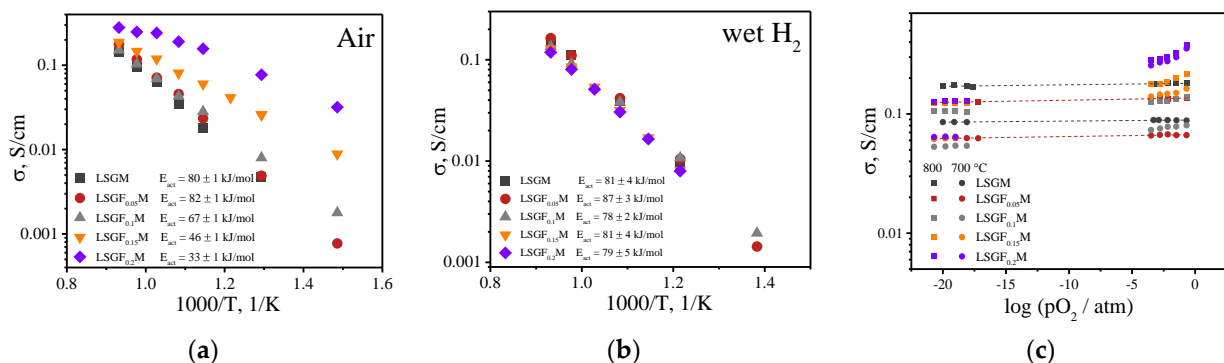 Air
σ, S/cm
0.1
0.01
0.001
LSGM E_act = 80 ± 1 kJ/mol
LSGF_0.05M E_act = 82 ± 1 kJ/mol
LSGF_0.1M E_act = 67 ± 1 kJ/mol
LSGF_0.15M E_act = 46 ± 1 kJ/mol
LSGF_0.2M E_act = 33 ± 1 kJ/mol
0.8 1.0 1.2 1.4 1.6
1000/T, 1/K
(a)
wet H_2
σ, S/cm
0.1
0.01
0.001
LSGM E_act = 81 ± 4 kJ/mol
LSGF_0.05M E_act = 87 ± 3 kJ/mol
LSGF_0.1M E_act = 78 ± 2 kJ/mol
LSGF_0.15M E_act = 81 ± 4 kJ/mol
LSGF_0.2M E_act = 79 ± 5 kJ/mol
0.8 1.0 1.2 1.4
1000/T, 1/K
(b)
σ, S/cm
0.1
0.01
800 700 °C
LSGM
LSGF_0.05M
LSGF_0.1M
LSGF_0.15M
LSGF_0.2M
-20 -15 -10 -5 0
log (pO_2 / atm)
(c)